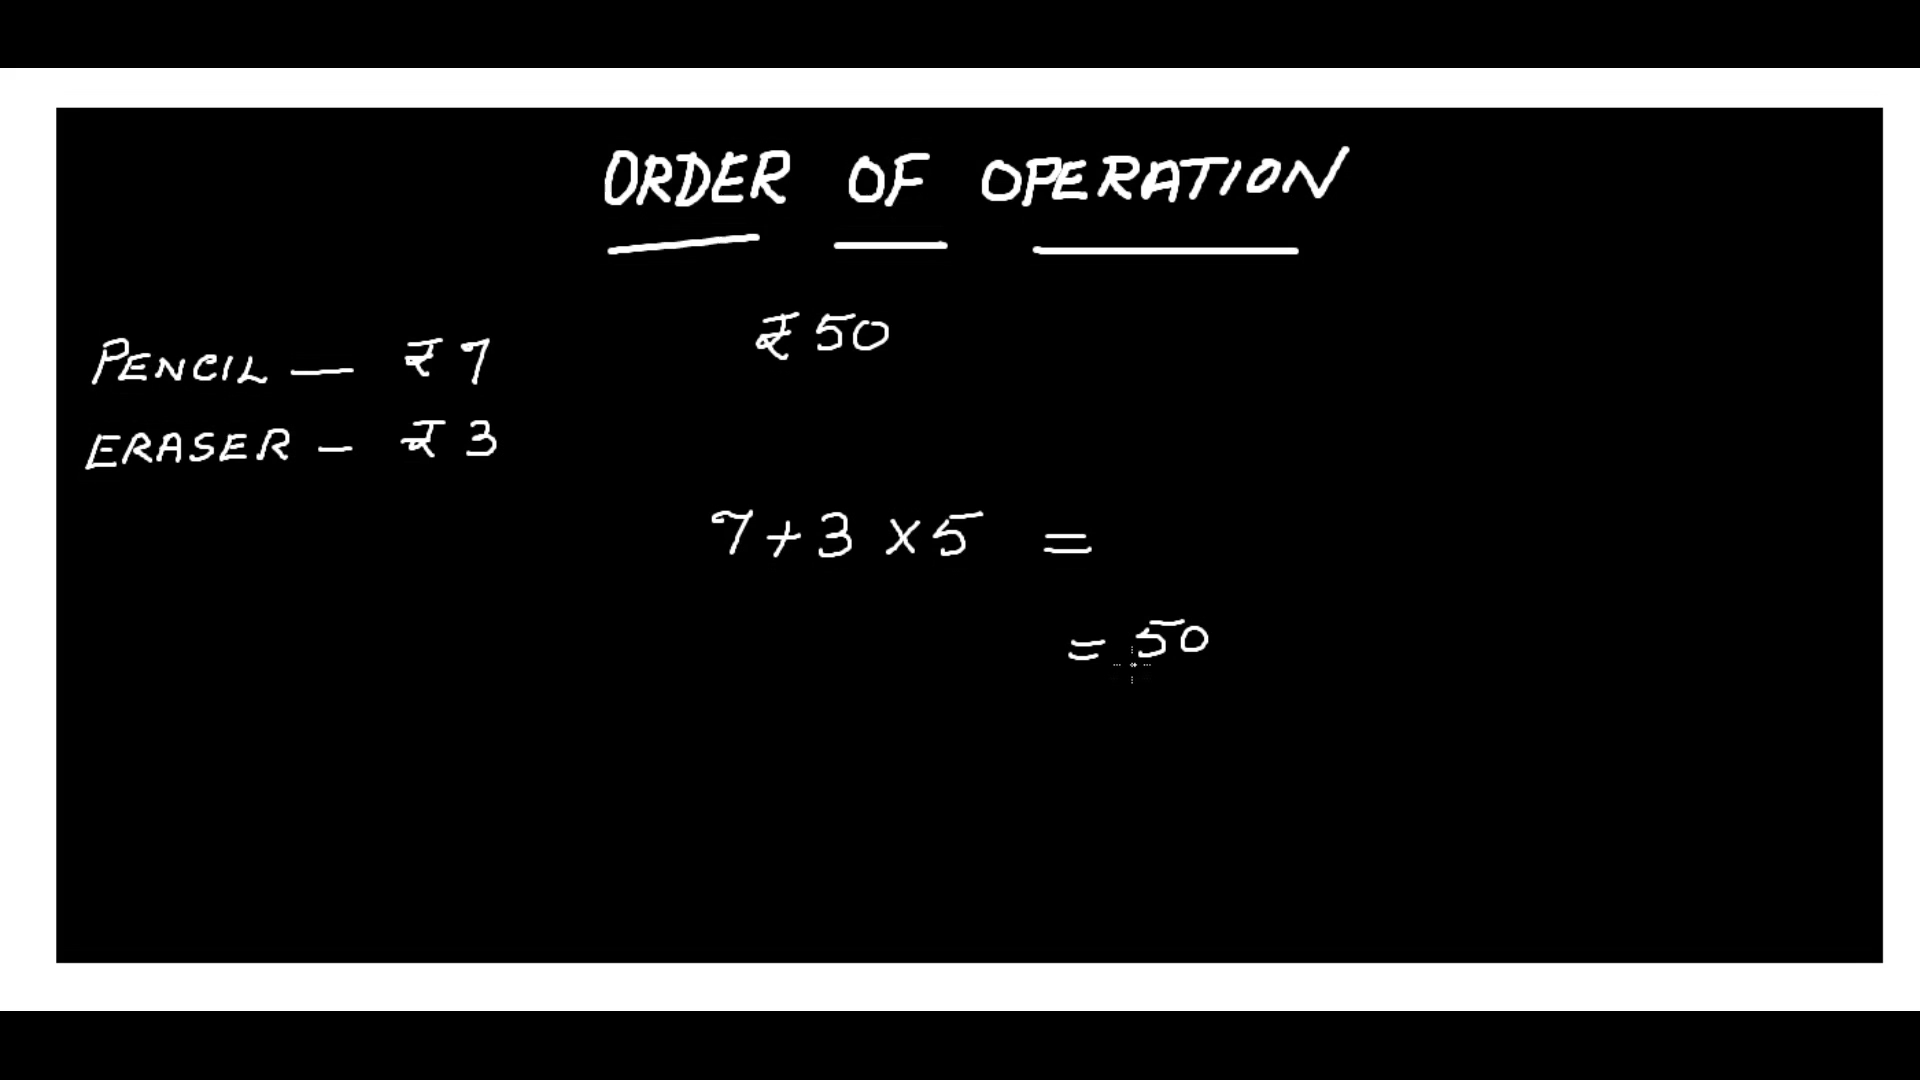 ORDER OF OPERATION
₹50
PENCIL — ₹7
ERASER — ₹3
7+3 ×5 =
= 50